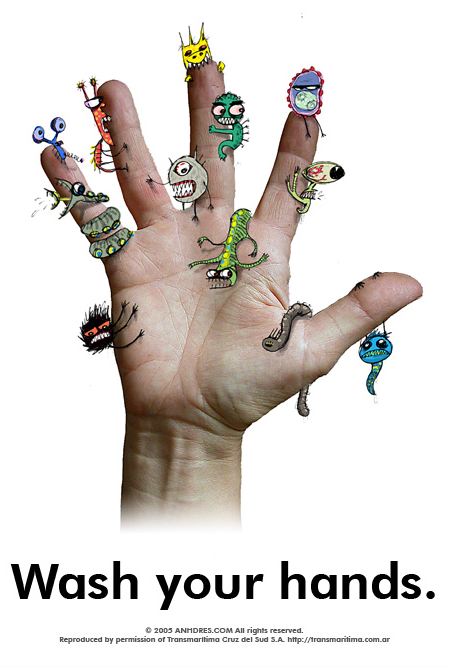 Wash your hands.
© 2005 ANHDRES.COM All rights reserved.
Reproduced by permission of Transmaritima Cruz del Sud S.A. http://transmaritima.com.ar